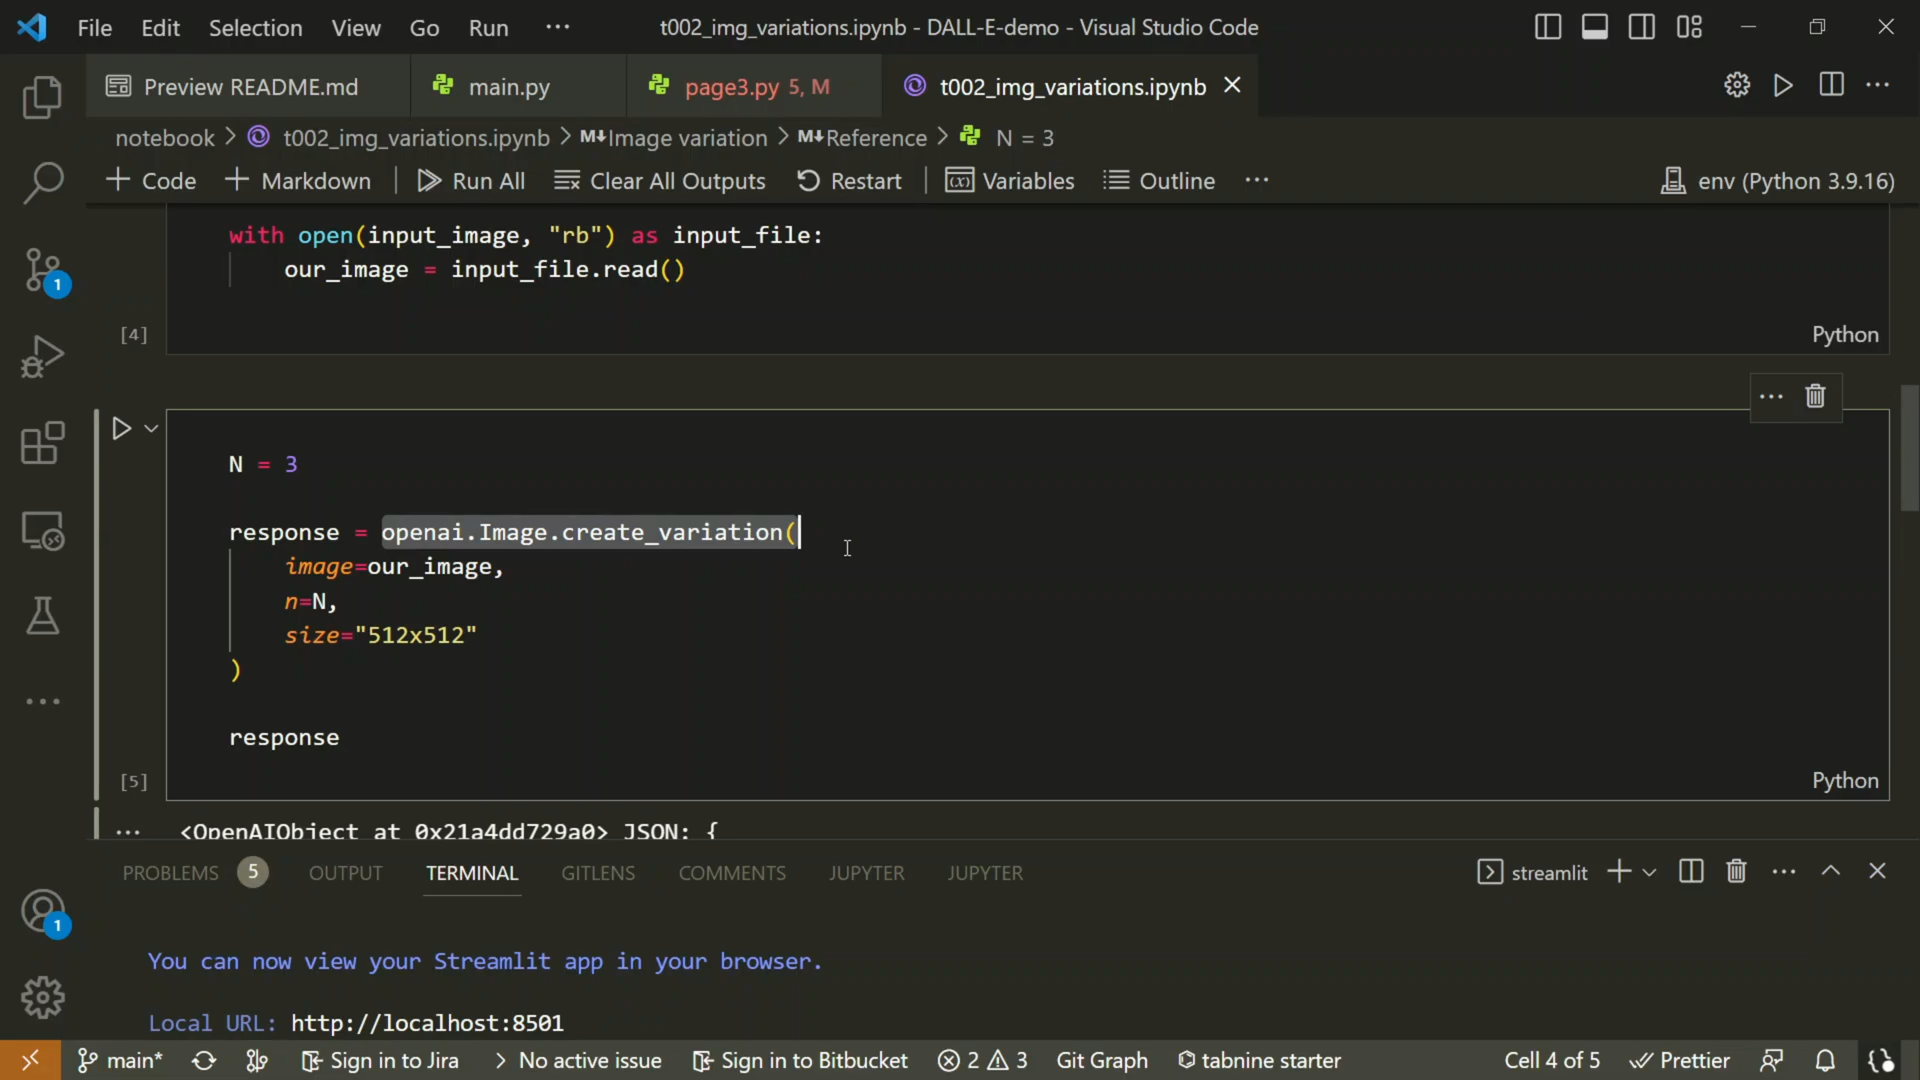 File Edit Selection View Go Run ··· t002_img_variations.ipynb - DALL-E-demo - Visual Studio Code
Preview README.md main.py page3.py 5, M t002_img_variations.ipynb
notebook > t002_img_variations.ipynb > M↓Image variation > M↓Reference > N = 3
+ Code + Markdown | Run All Clear All Outputs Restart | (x) Variables Outline ···
env (Python 3.9.16)
with open(input_image, "rb") as input_file:
our_image = input_file.read()
[4]
Python
N = 3
response = openai.Image.create_variation(
image=our_image,
n=N,
size="512x512"
)
response
[5]
Python
<OpenAIObject at 0x21a4dd729a0> JSON: {
PROBLEMS 5 OUTPUT TERMINAL GITLENS COMMENTS JUPYTER JUPYTER streamlit
You can now view your Streamlit app in your browser.
Local URL: http://localhost:8501
1
1
main* Sign in to Jira > No active issue Sign in to Bitbucket 2 3 Git Graph tabnine starter Cell 4 of 5 Prettier